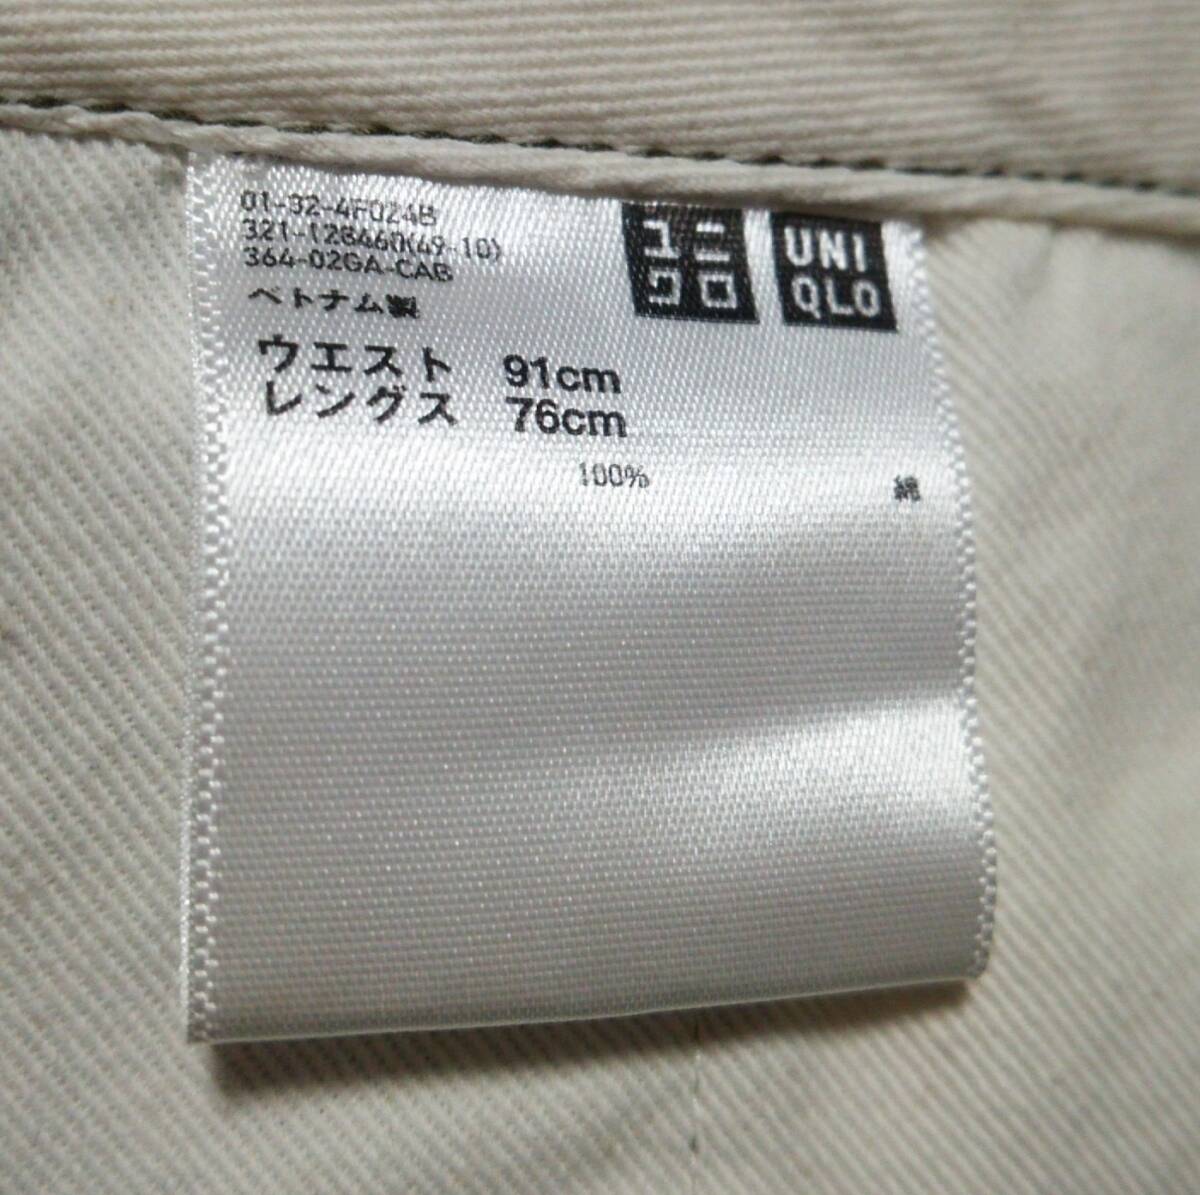 01-32-4F024B
321-128460(49-10)
364-02GA-CAB
ベトナム製
ユニ
クロ
UNI
QLO
ウエスト 91cm
レングス 76cm
100% 綿